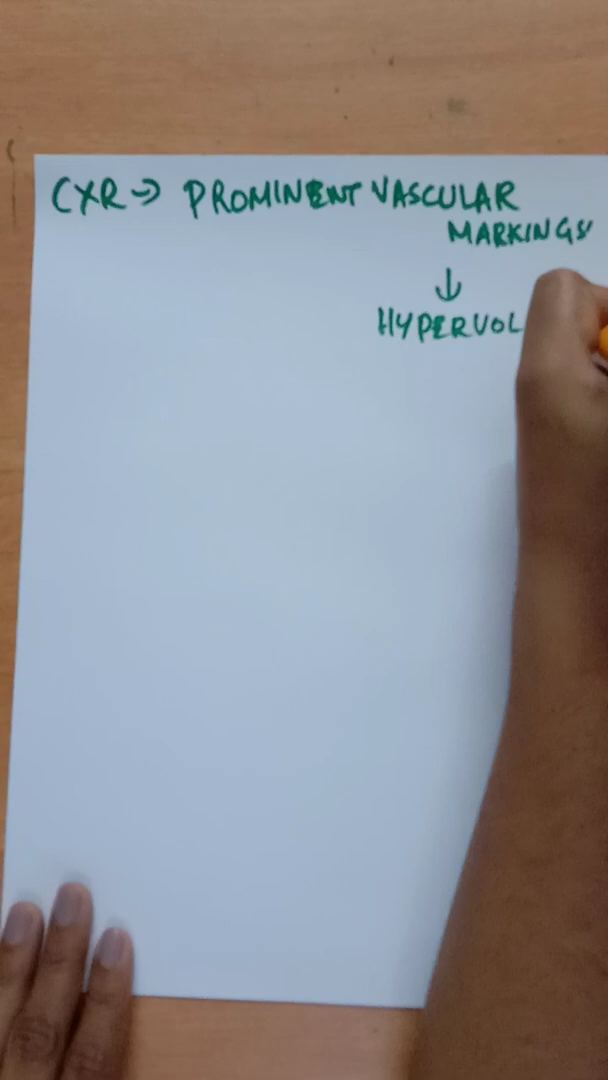 CXR → PROMINENT VASCULAR
MARKINGS
↓
HYPERVOL